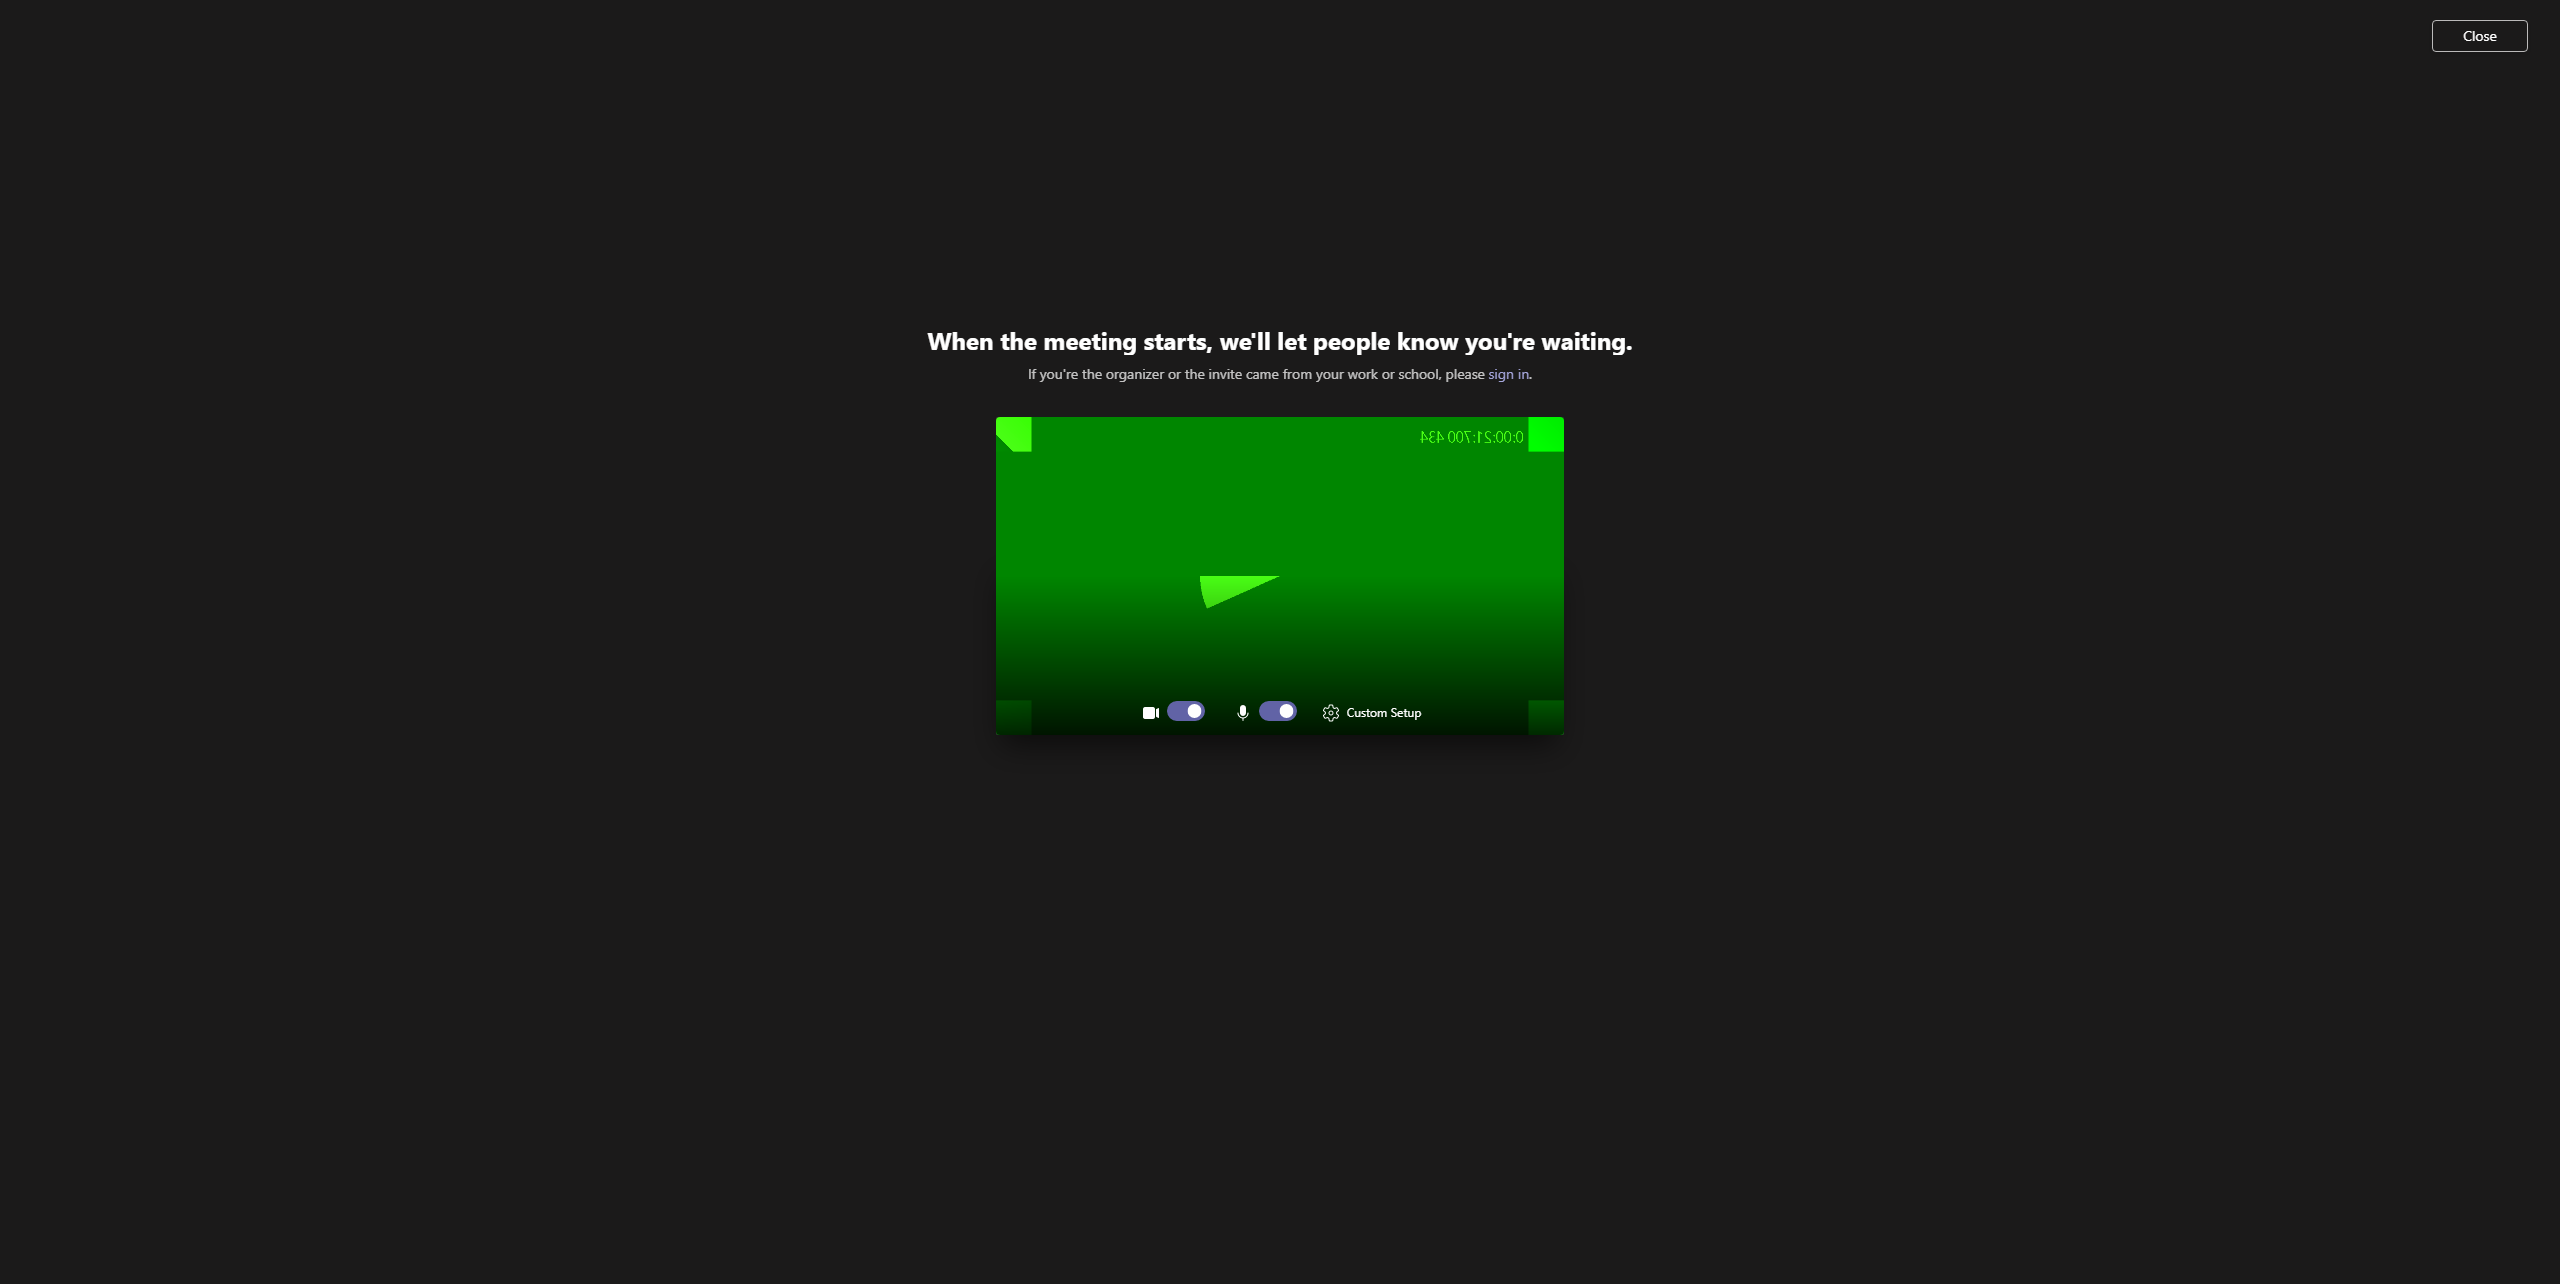 Close
When the meeting starts, we'll let people know you're waiting.
If you're the organizer or the invite came from your work or school, please sign in.
0:00:21:700 434
Custom Setup